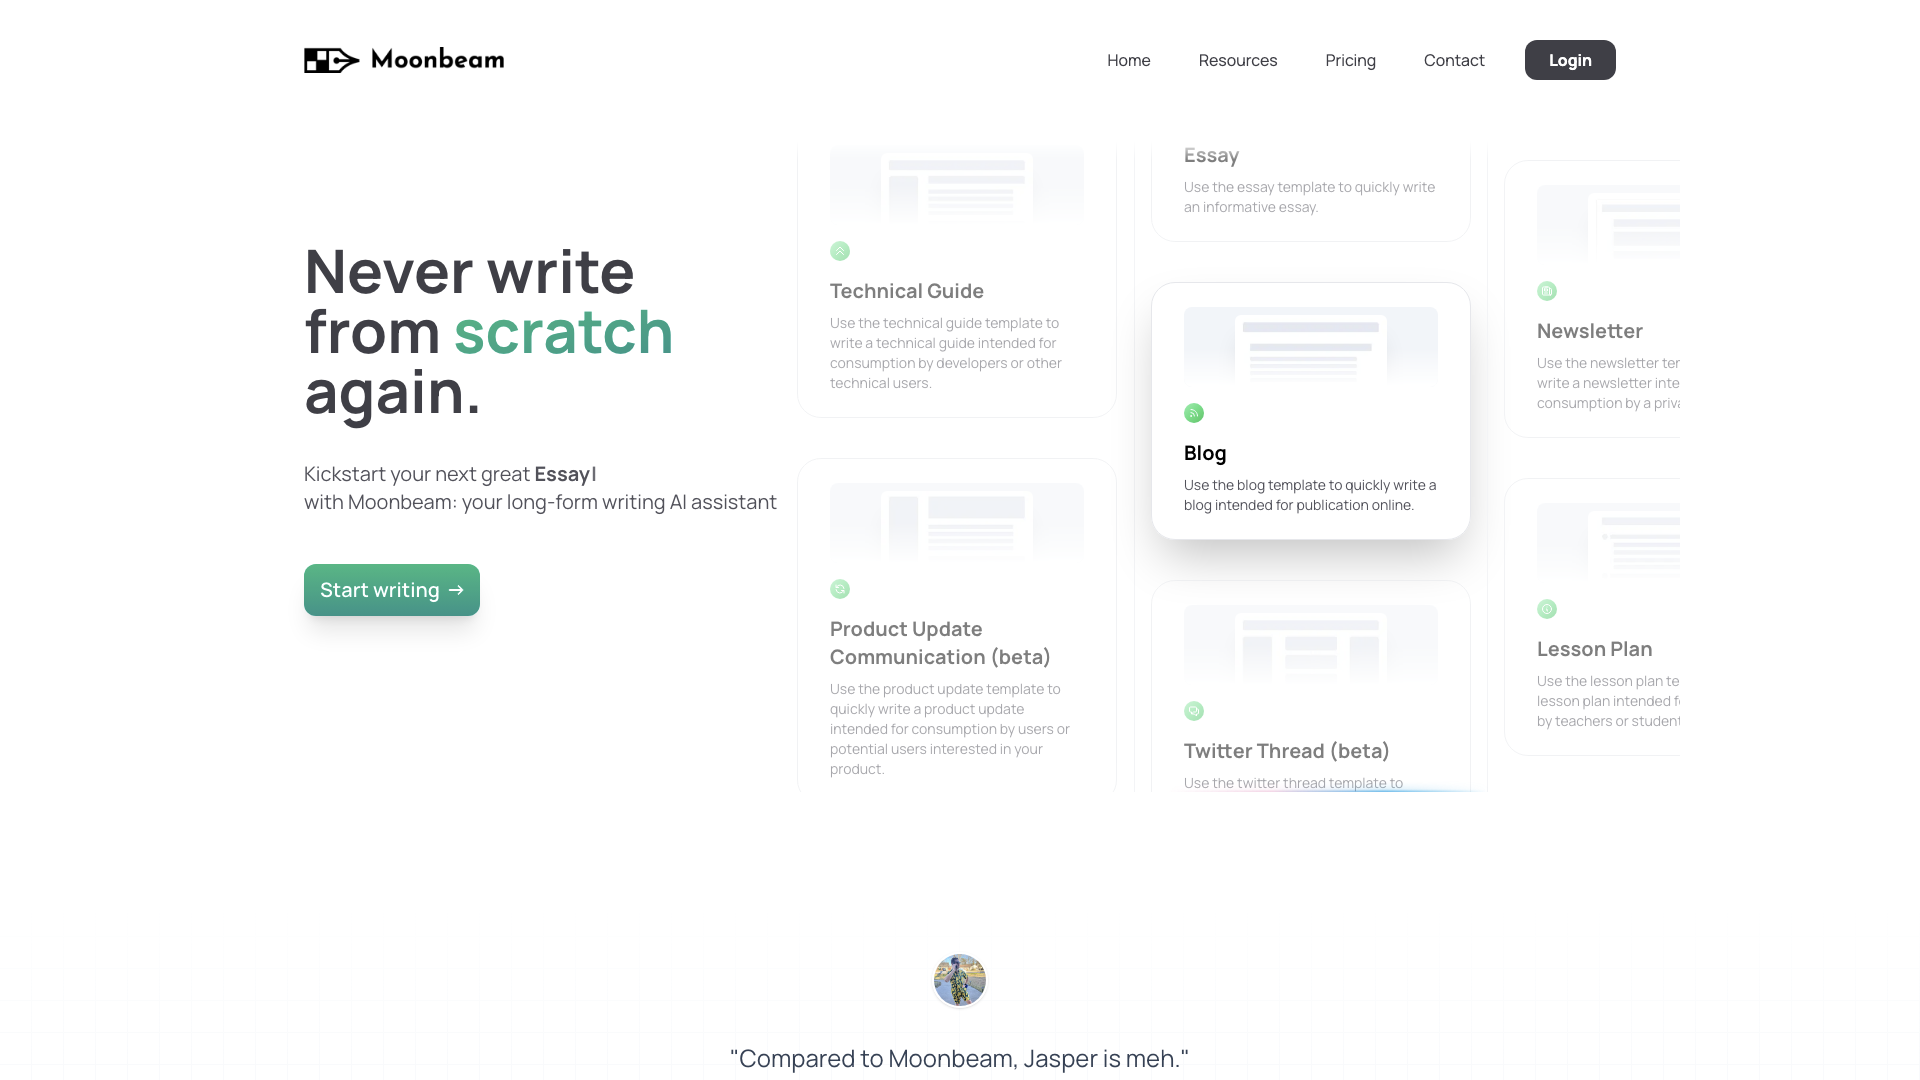 Moonbeam
Home
Resources
Pricing
Contact
Login
Never write
from scratch
again.
Kickstart your next great Essay|
with Moonbeam: your long-form writing AI assistant
Start writing →
Technical Guide
Use the technical guide template to
write a technical guide intended for
consumption by developers or other
technical users.
Product Update
Communication (beta)
Use the product update template to
quickly write a product update
intended for consumption by users or
potential users interested in your
product.
Essay
Use the essay template to quickly write
an informative essay.
Blog
Use the blog template to quickly write a
blog intended for publication online.
Twitter Thread (beta)
Use the twitter thread template to
Newsletter
Use the newsletter
write a newsletter
consumption by a
Lesson Plan
Use the lesson plan
lesson plan intended
by teachers or
"Compared to Moonbeam, Jasper is meh."